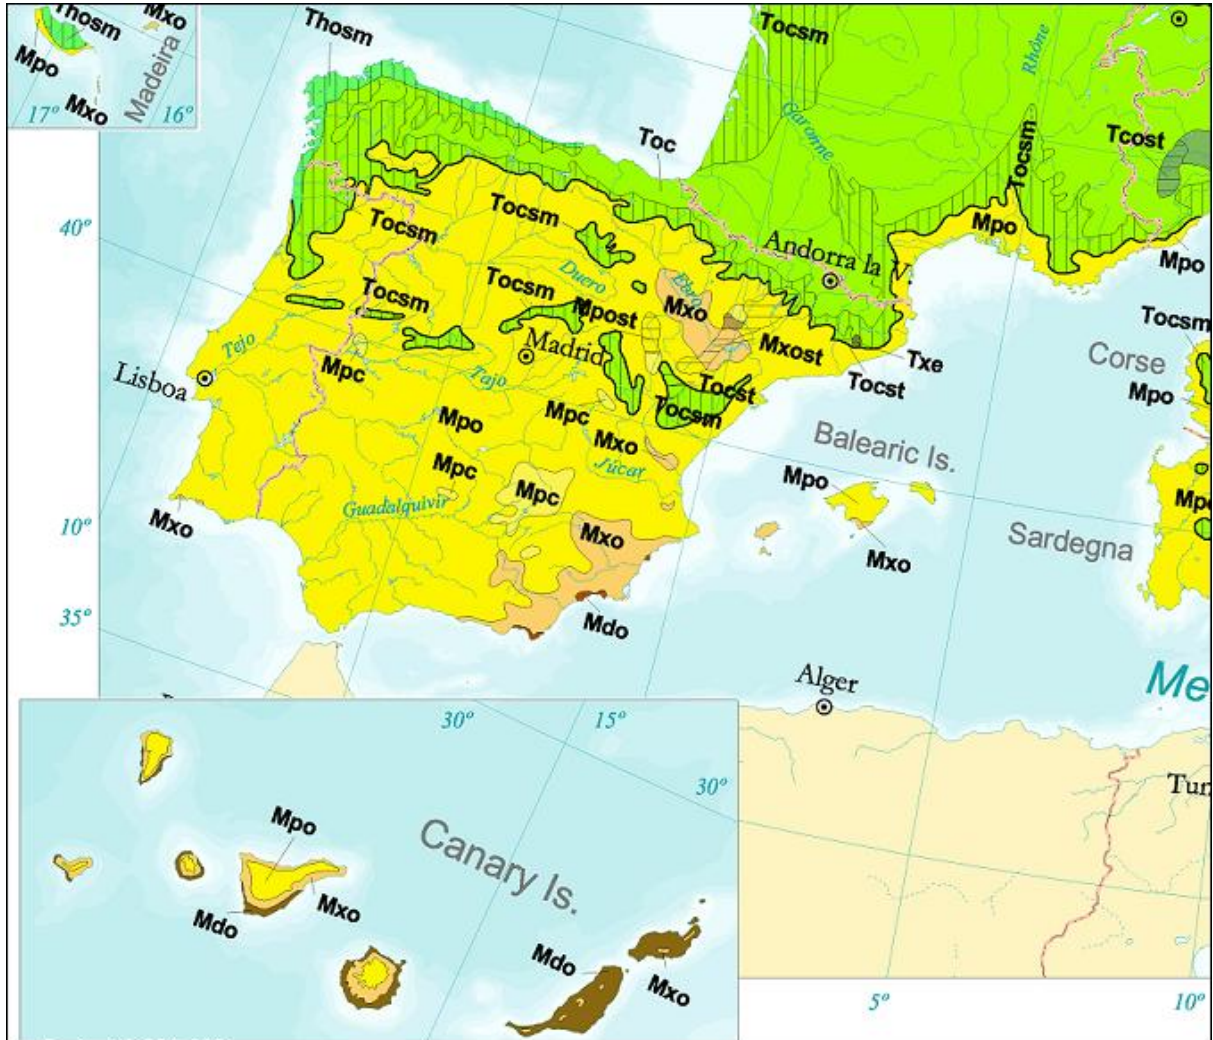 Thosm
Mxo
Mpo
Madeira
Mxo
17º
16º
Thosm
Tocsm
Rhône
Garonne
Toc
Tocsm
Tcost
40º
Tocsm
Tocsm
Mpo
Andorra la V.
Mpo
Duero
Ebro
Tocsm
Tocsm
Mxo
Mpost
Tocsm
Tejo
Madrid
Mxost
Corse
Txe
Lisboa
Mpc
Tajo
Tocst
Tocst
Mpo
Mpo
Mpc
Tocsm
Mxo
Balearic Is.
Mpc
Júcar
Mpo
Mpc
Guadalquivir
10º
Mxo
Mxo
Sardegna
Mxo
35º
Mdo
Alger
Me
30º
15º
30º
Tun
Mpo
Canary Is.
Mxo
Mdo
Mdo
Mxo
5º
10º